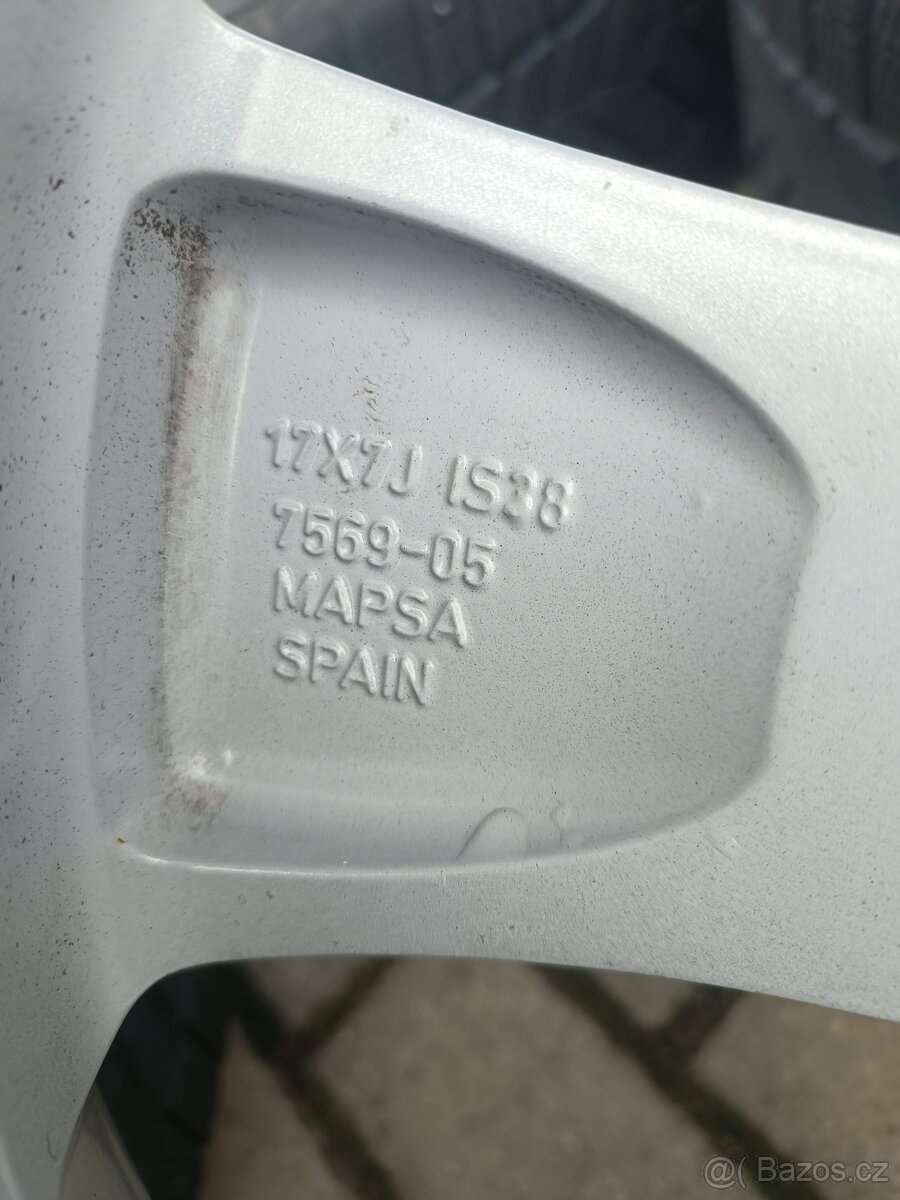 17X7J IS38
7569-05
MAPSA
SPAIN
@( Bazos.cz